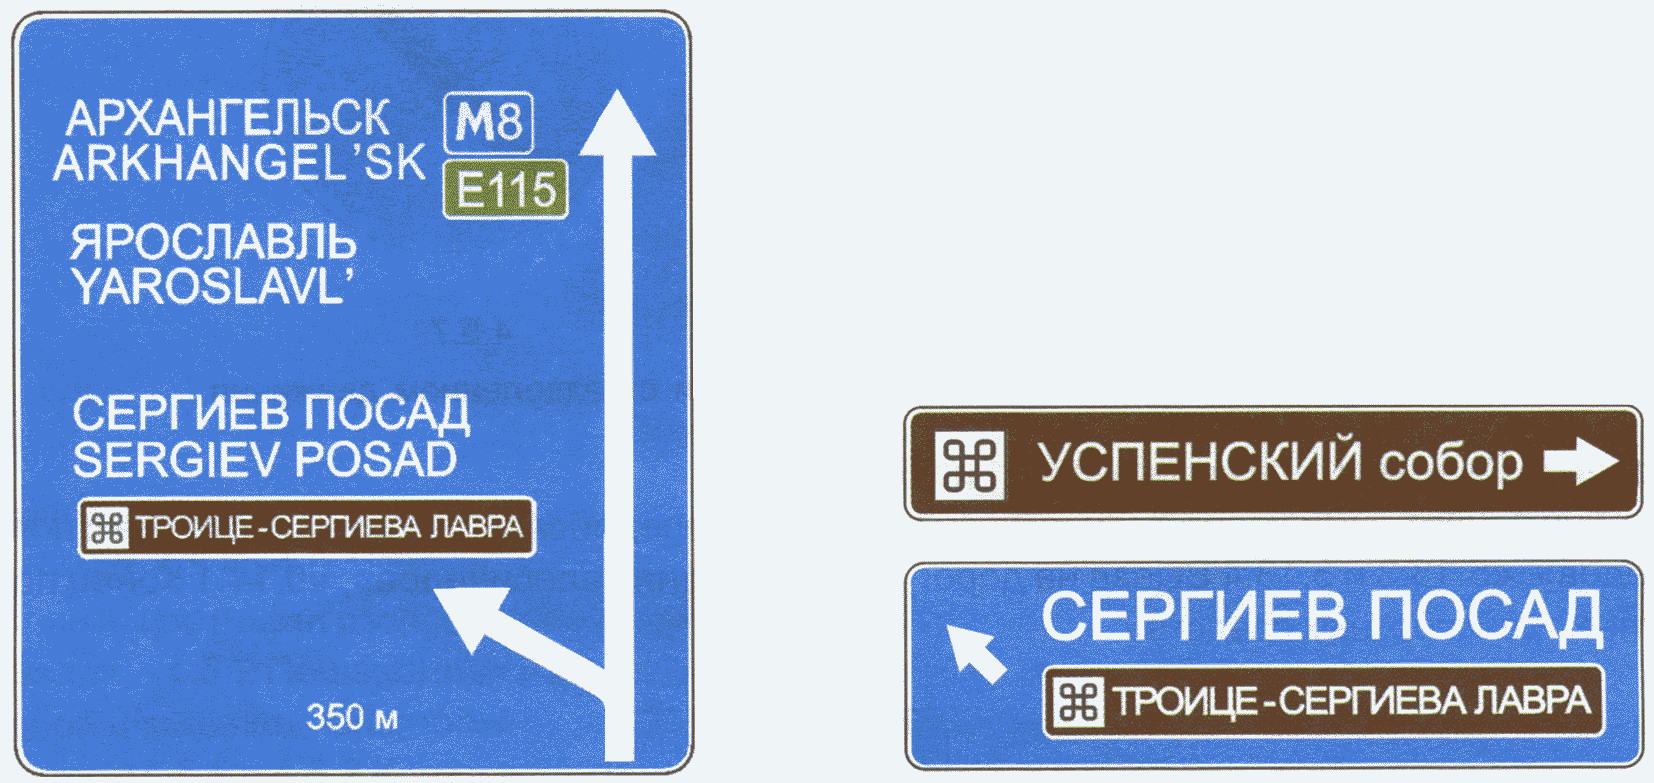 АРХАНГЕЛЬСК
ARKHANGEL'SK
М8
E115
ЯРОСЛАВЛЬ
YAROSLAVL'
СЕРГИЕВ ПОСАД
SERGIEV POSAD
⌘ ТРОИЦЕ-СЕРГИЕВА ЛАВРА
350 м
⌘ УСПЕНСКИЙ собор
СЕРГИЕВ ПОСАД
⌘ ТРОИЦЕ-СЕРГИЕВА ЛАВРА